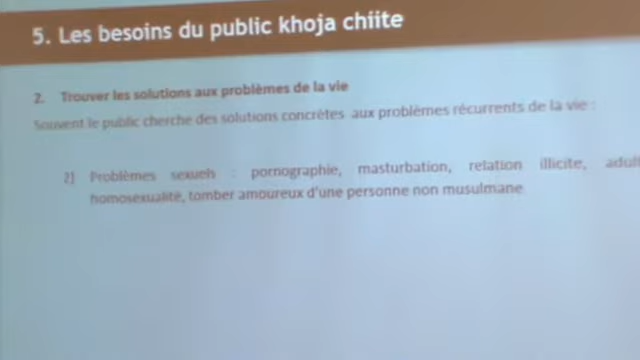 5. Les besoins du public khoja chiite
2. Trouver les solutions aux problèmes de la vie
Souvent le public cherche des solutions concrètes aux problèmes récurrents de la vie :
2) Problèmes sexuels : pornographie, masturbation, relation illicite,
homosexualité, tomber amoureux d'une personne non musulmane